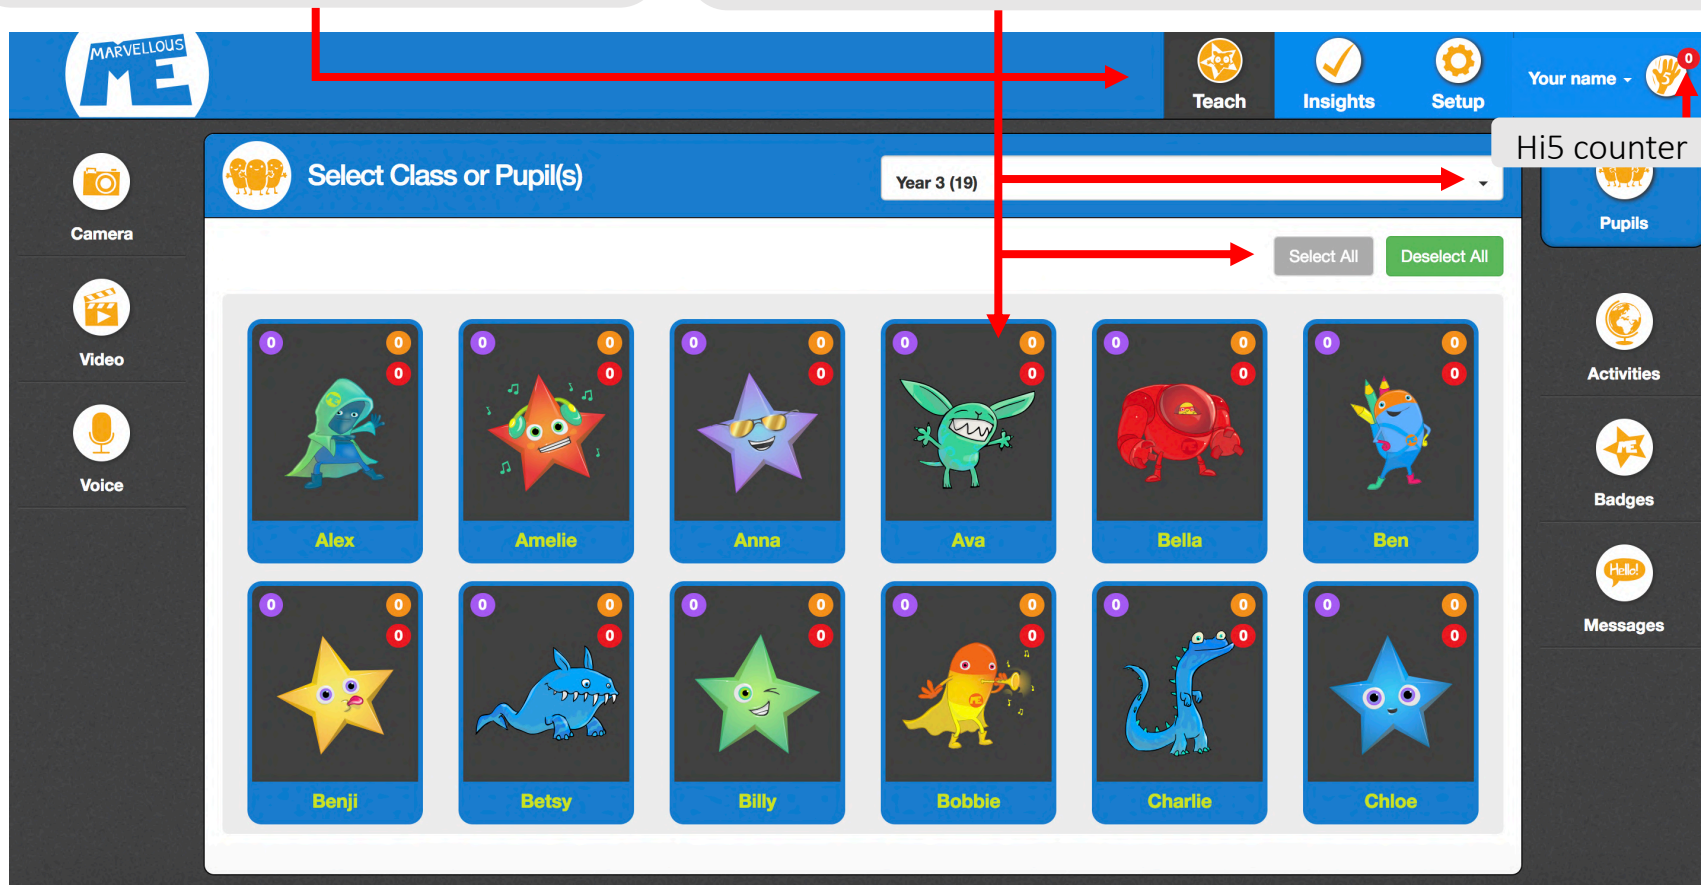 MARVELLOUS
ME
Teach
Insights
Setup
Your name
5
0
Hi5 counter
Camera
Video
Voice
Select Class or Pupil(s)
Year 3 (19)
Select All
Deselect All
0 0 0 0 0 0 0 0 0 0 0 0
0 0 0 0 0 0
Alex Amelie Anna Ava Bella Ben
0 0 0 0 0 0 0 0 0 0 0 0
0 0 0 0 0 0
ME
Benji Betsy Billy Bobbie Charlie Chloe
Pupils
Activities
ME
Badges
Hello!
Messages